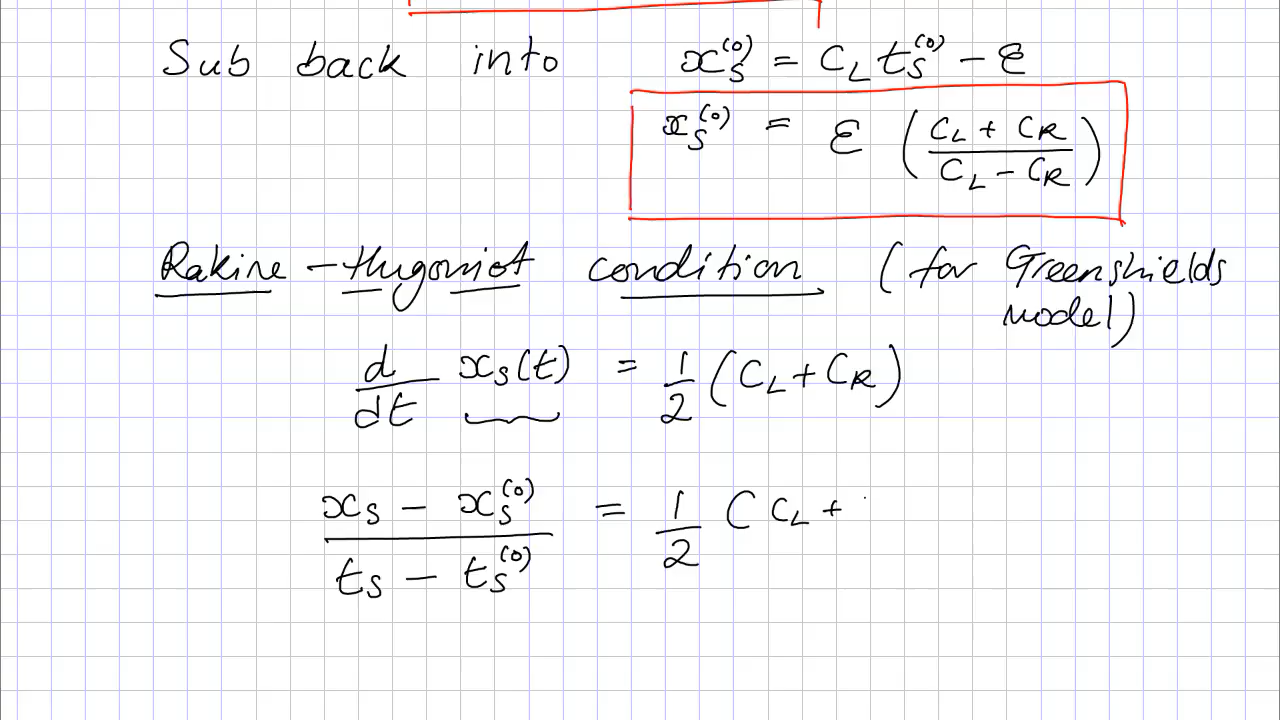 Sub back into x_S^(0) = C_L t_S^(0) − ε
x_S^(0) = ε ( (C_L + C_R) / (C_L − C_R) )
Rakine – Hugoniot condition (for Greenshields
model)
d/dt x_S(t) = 1/2 (C_L + C_R)
(x_S − x_S^(0)) / (t_S − t_S^(0)) = 1/2 (C_L +